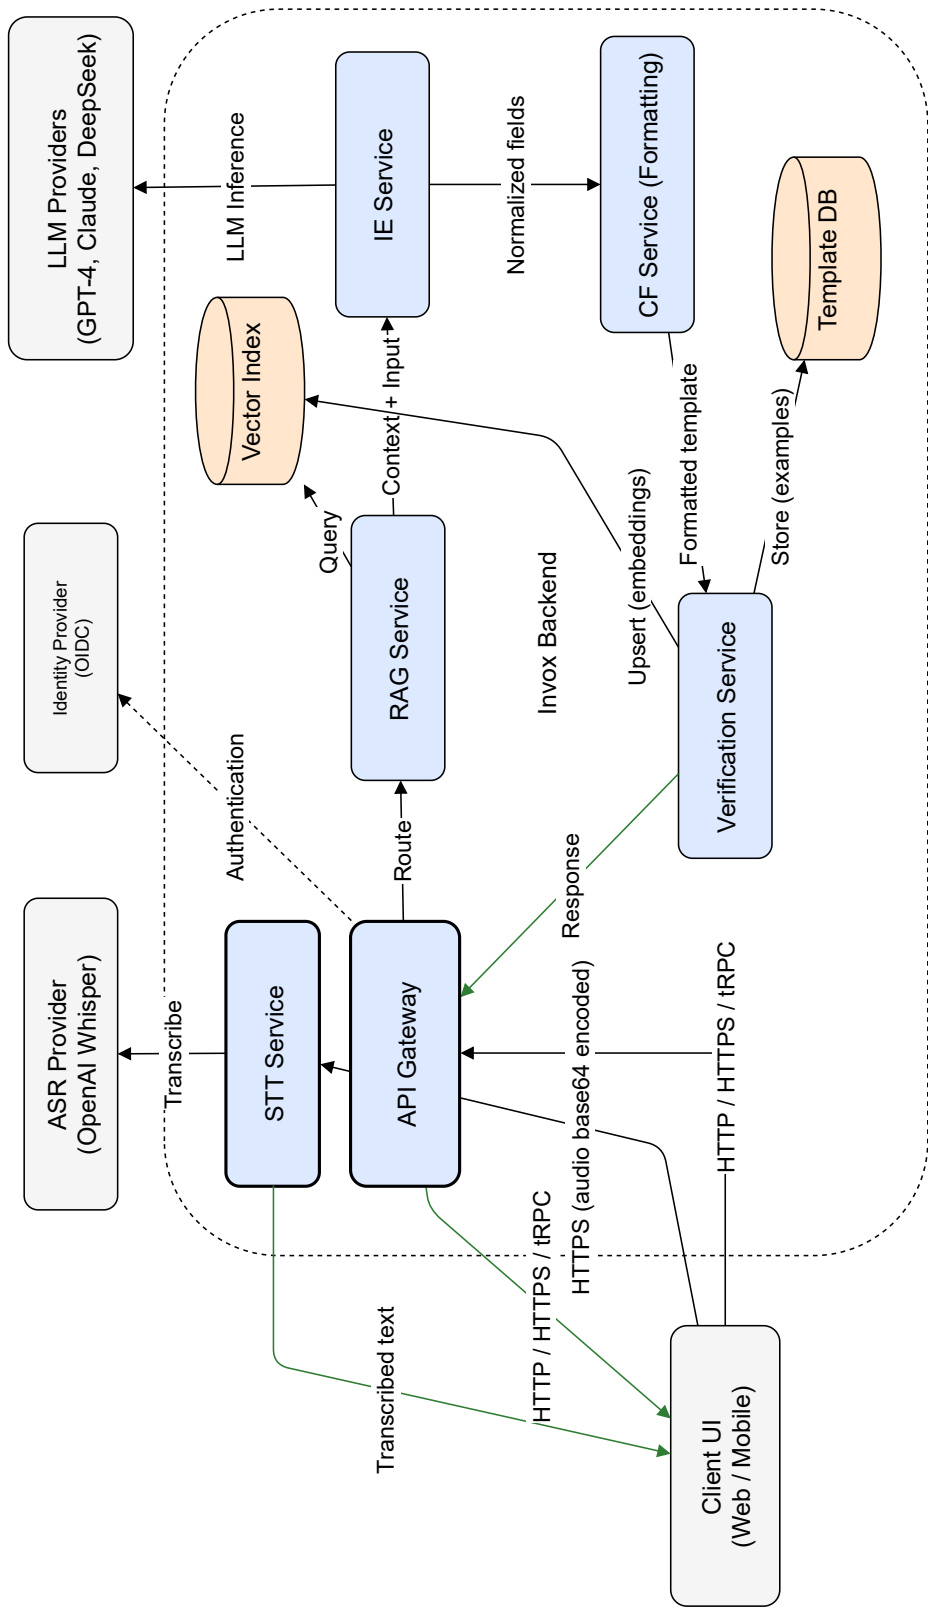 ASR Provider
(OpenAI Whisper)
Identity Provider
(OIDC)
LLM Providers
(GPT-4, Claude, DeepSeek)
Transcribe
Authentication
LLM Inference
STT Service
Vector Index
Query
API Gateway
Route
RAG Service
Context + Input
IE Service
Transcribed text
Normalized fields
HTTP / HTTPS / tRPC
HTTPS (audio base64 encoded)
Response
Invox Backend
Upsert (embeddings)
Formatted template
CF Service (Formatting)
Client UI
(Web / Mobile)
HTTP / HTTPS / tRPC
Verification Service
Store (examples)
Template DB